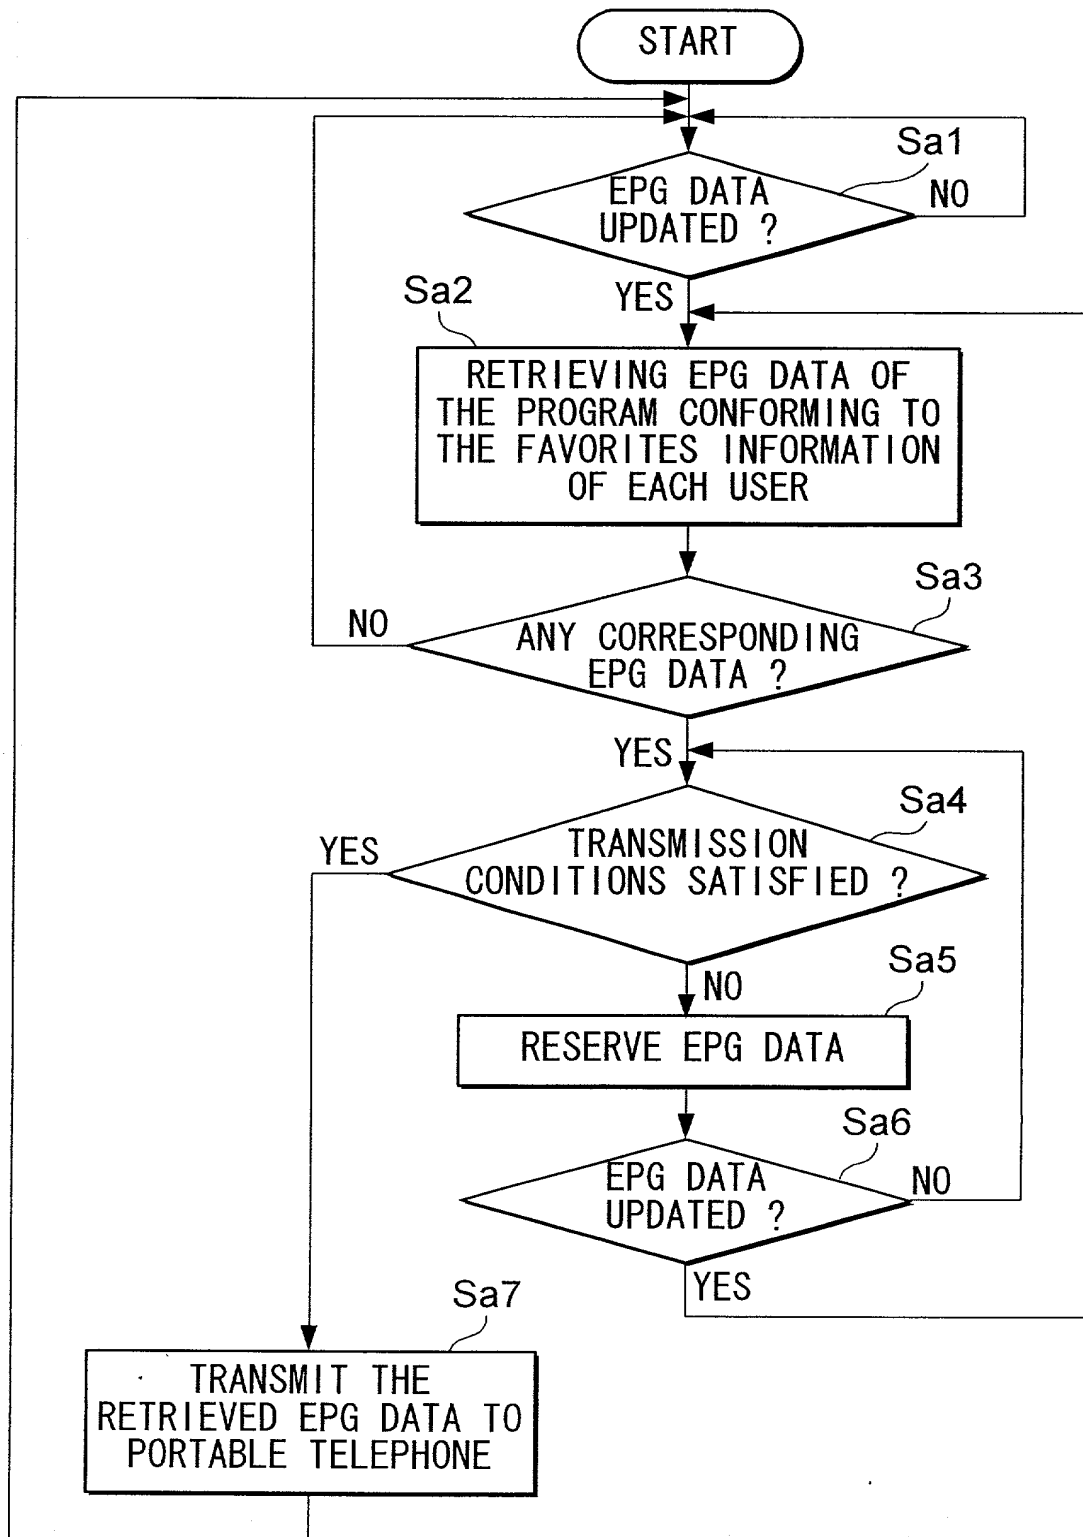 START
Sa1
EPG DATA
UPDATED ?
NO
YES
Sa2
RETRIEVING EPG DATA OF
THE PROGRAM CONFORMING TO
THE FAVORITES INFORMATION
OF EACH USER
Sa3
NO
ANY CORRESPONDING
EPG DATA ?
YES
Sa4
YES
TRANSMISSION
CONDITIONS SATISFIED ?
NO
Sa5
RESERVE EPG DATA
Sa6
EPG DATA
UPDATED ?
NO
YES
Sa7
TRANSMIT THE
RETRIEVED EPG DATA TO
PORTABLE TELEPHONE